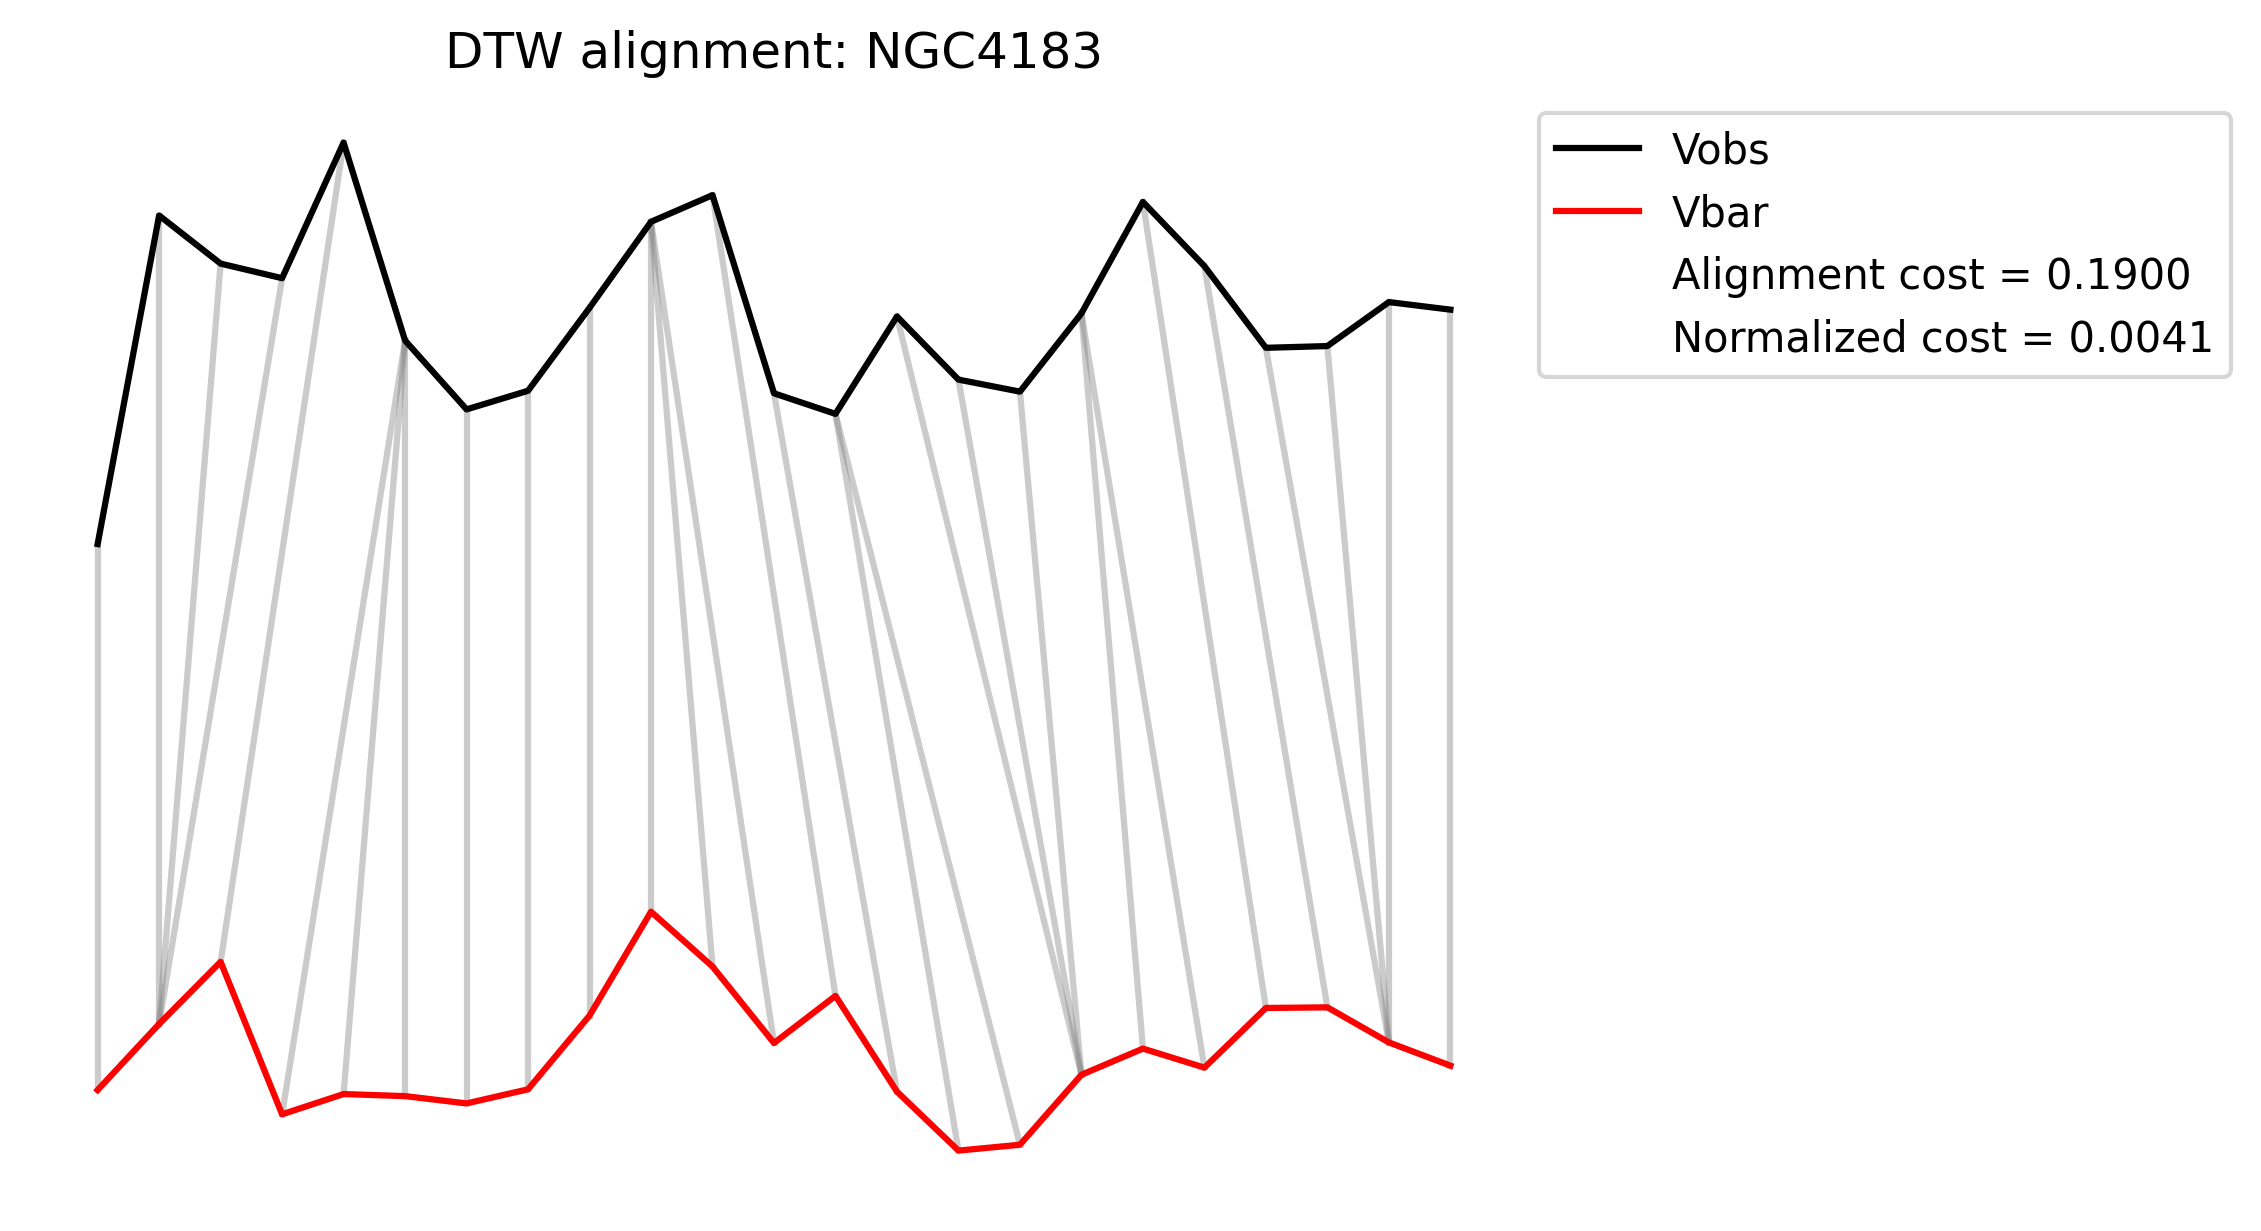 DTW alignment: NGC4183
Vobs
Vbar
Alignment cost = 0.1900
Normalized cost = 0.0041